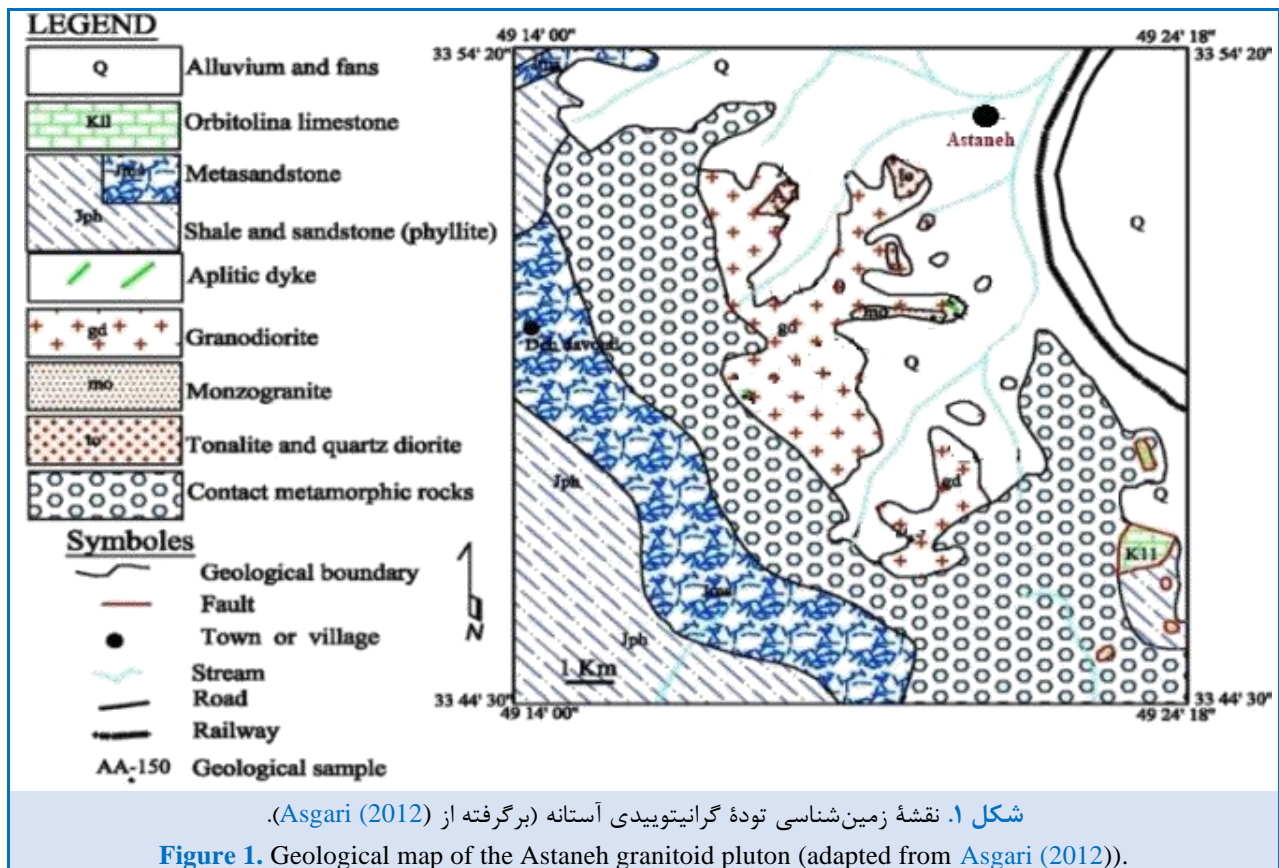 LEGEND
Q
Alluvium and fans
K11
Orbitolina limestone
Jms
Metasandstone
Jph
Shale and sandstone (phyllite)
Aplitic dyke
gd
Granodiorite
mo
Monzogranite
to
Tonalite and quartz diorite
Contact metamorphic rocks
Symboles
Geological boundary
Fault
Town or village
Stream
Road
Railway
AA-150 Geological sample
49 14' 00"
49 24' 18"
33 54' 20"
33 54' 20"
Q
Astaneh
Q
mo
gd
Q
gd
Q
K11
Jph
Jph
N
1 Km
33 44' 30"
33 44' 30"
49 14' 00"
49 24' 18"
شکل ۱. نقشۀ زمین‌شناسی تودۀ گرانیتوییدی آستانه (برگرفته از Asgari (2012)).
Figure 1. Geological map of the Astaneh granitoid pluton (adapted from Asgari (2012)).